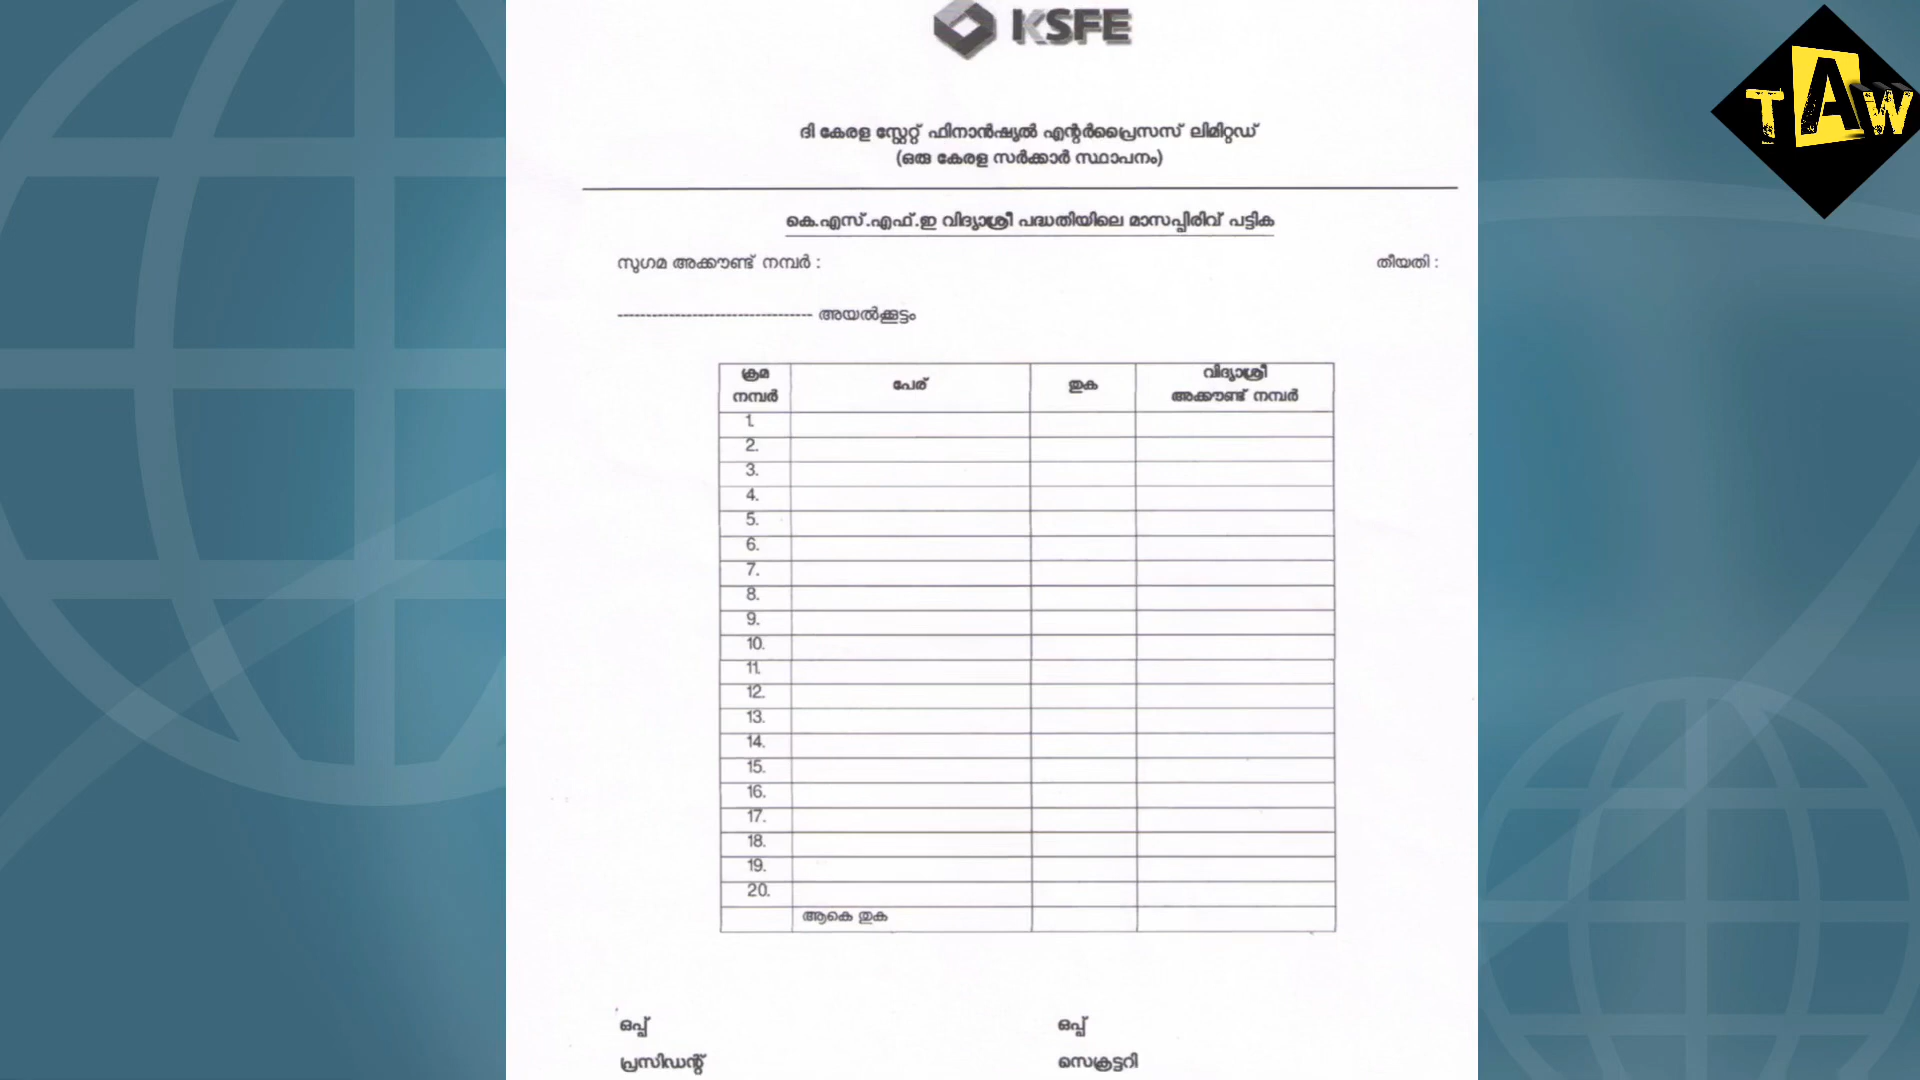 KSFE
TAW
ദി കേരള സ്റ്റേറ്റ് ഫിനാൻഷ്യൽ എന്റർപ്രൈസസ് ലിമിറ്റഡ്
(ഒരു കേരള സർക്കാർ സ്ഥാപനം)
കെ.എസ്.എഫ്.ഇ വിദ്യാശ്രീ പദ്ധതിയിലെ മാസപ്പിരിവ് പട്ടിക
സുഗമ അക്കൗണ്ട് നമ്പർ : തീയതി :
---------------------------------- അയൽക്കൂട്ടം
ക്രമ നമ്പർ പേര് തുക വിദ്യാശ്രീ അക്കൗണ്ട് നമ്പർ
1.
2.
3.
4.
5.
6.
7.
8.
9.
10.
11.
12.
13.
14.
15.
16.
17.
18.
19.
20.
ആകെ തുക
ഒപ്പ് ഒപ്പ്
പ്രസിഡന്റ് സെക്രട്ടറി